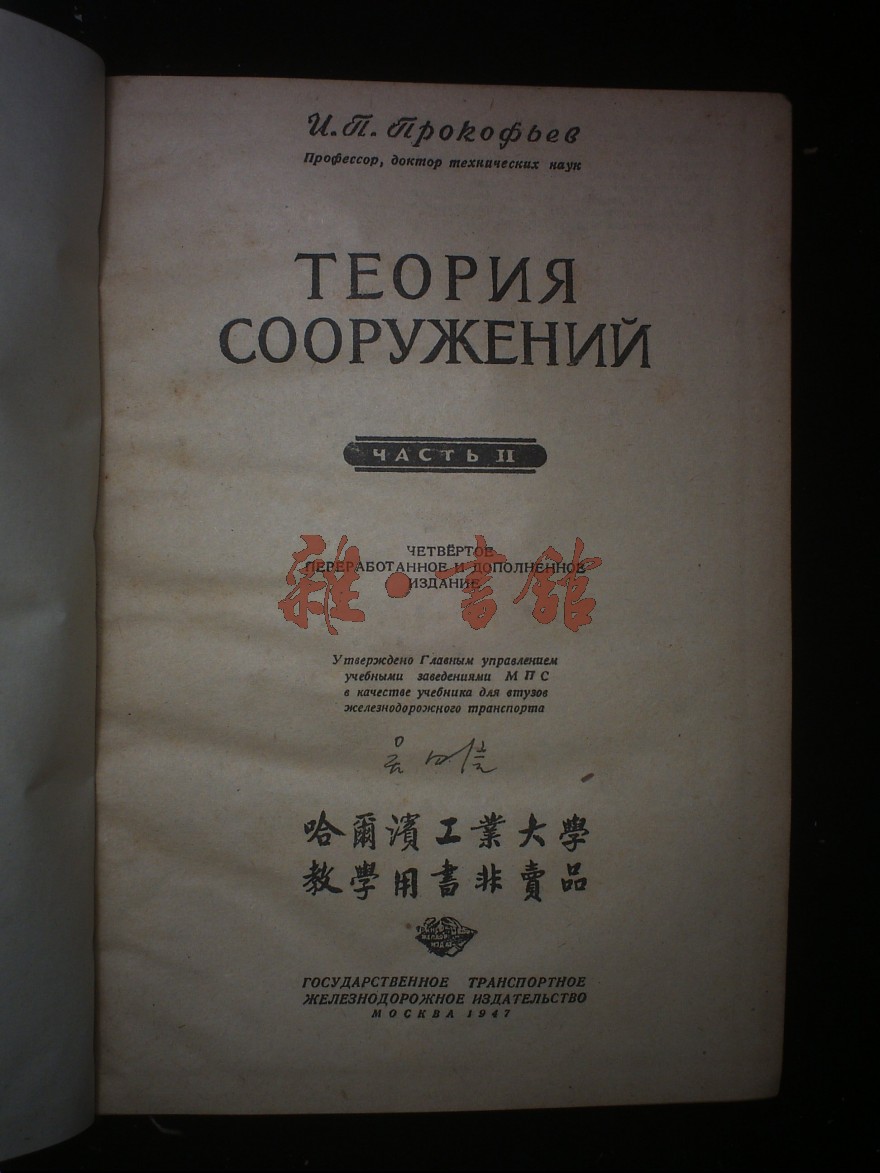 И. П. Прокофьев
Профессор, доктор технических наук
ТЕОРИЯ
СООРУЖЕНИЙ
ЧАСТЬ II
ЧЕТВЁРТОЕ
ПЕРЕРАБОТАННОЕ И ДОПОЛНЕННОЕ
ИЗДАНИЕ
雜·書館
Утверждено Главным управлением
учебными заведениями МПС
в качестве учебника для втузов
железнодорожного транспорта
哈爾濱工業大學
教學用書非賣品
ГОСУДАРСТВЕННОЕ ТРАНСПОРТНОЕ
ЖЕЛЕЗНОДОРОЖНОЕ ИЗДАТЕЛЬСТВО
МОСКВА 1947